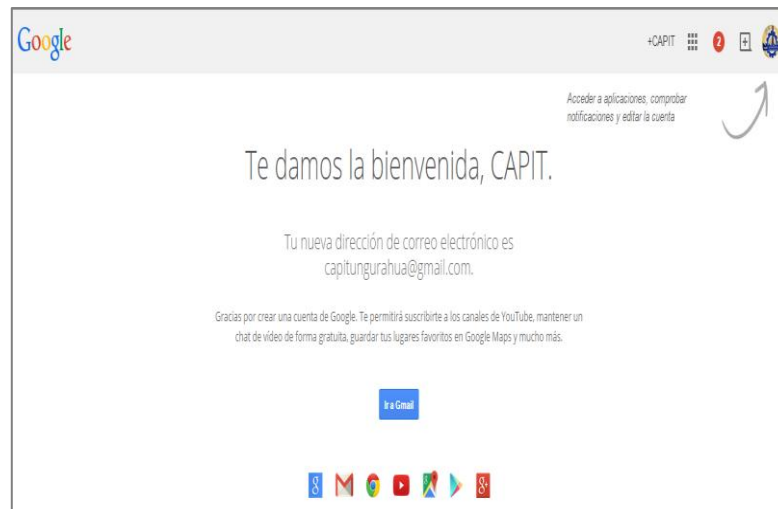 Google
+CAPIT
2
Acceder a aplicaciones, comprobar
notificaciones y editar la cuenta
Te damos la bienvenida, CAPIT.
Tu nueva dirección de correo electrónico es
capitungurahua@gmail.com.
Gracias por crear una cuenta de Google. Te permitirá suscribirte a los canales de YouTube, mantener un
chat de vídeo de forma gratuita, guardar tus lugares favoritos en Google Maps y mucho más.
Ir a Gmail